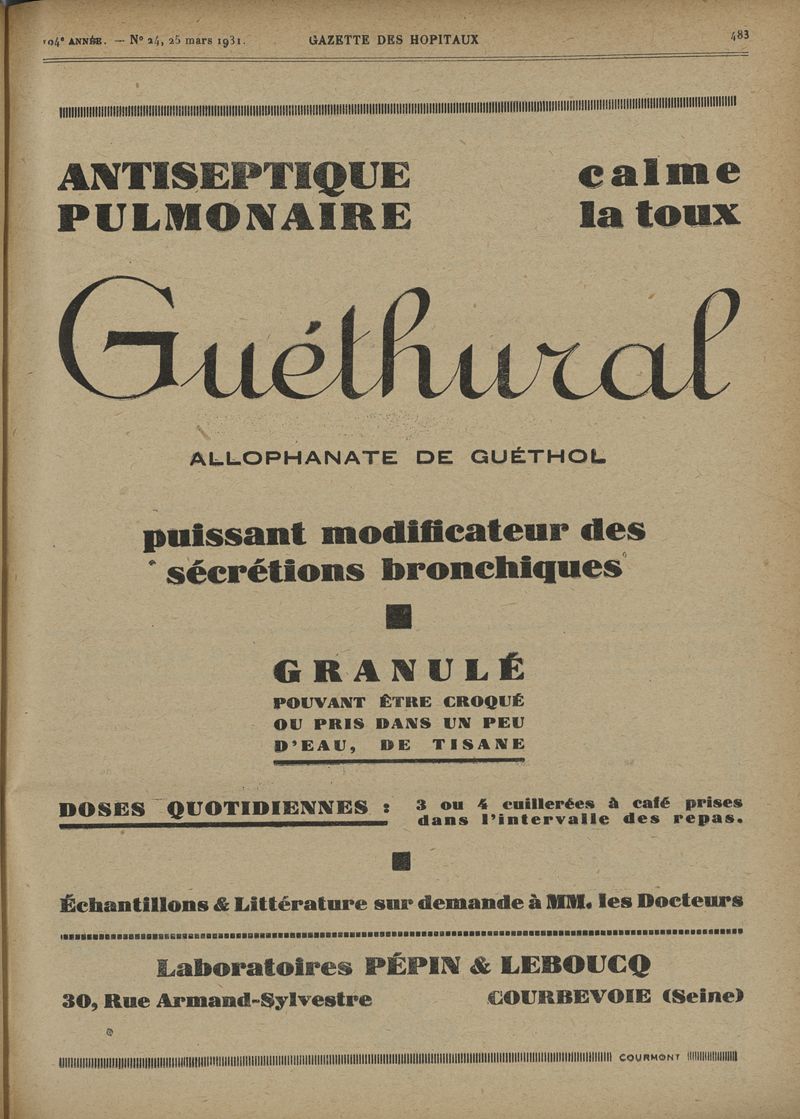 104e ANNÉE. — N° 24, 25 mars 1931. GAZETTE DES HOPITAUX 483
ANTISEPTIQUE calme
PULMONAIRE la toux
Guéthural
ALLOPHANATE DE GUÉTHOL
puissant modificateur des
sécrétions bronchiques
GRANULÉ
POUVANT ÊTRE CROQUÉ
OU PRIS DANS UN PEU
D'EAU, DE TISANE
DOSES QUOTIDIENNES : 3 ou 4 cuillerées à café prises
dans l'intervalle des repas.
Échantillons & Littérature sur demande à MM. les Docteurs
Laboratoires PÉPIN & LEBOUCQ
30, Rue Armand-Sylvestre COURBEVOIE (Seine)
COURMONT